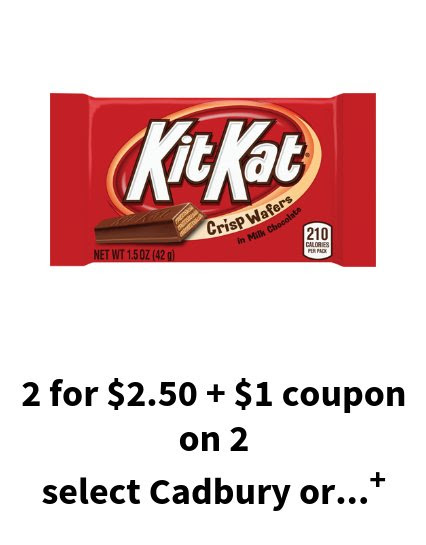 KitKat
Crisp Wafers
in Milk Chocolate
NET WT 1.5 OZ (42 g)
210
CALORIES
PER PACK
2 for $2.50 + $1 coupon
on 2
select Cadbury or...+